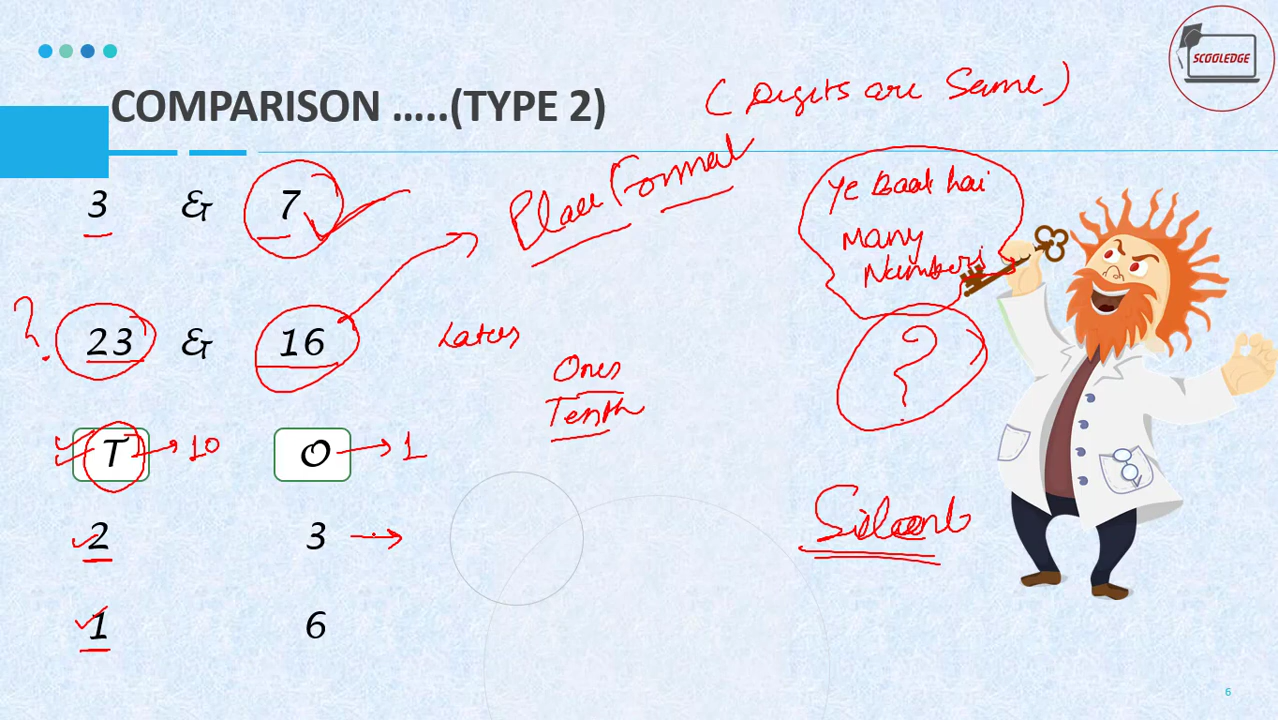 SCOOLEDGE
COMPARISON …..(TYPE 2)
(Digits are Same)
3 & 7
Place Format
Ye Baat hai
Many
Numbers
?
? 23 & 16
Later
Ones
Tenth
T → 10 O → 1
2 3 →
1 6
6